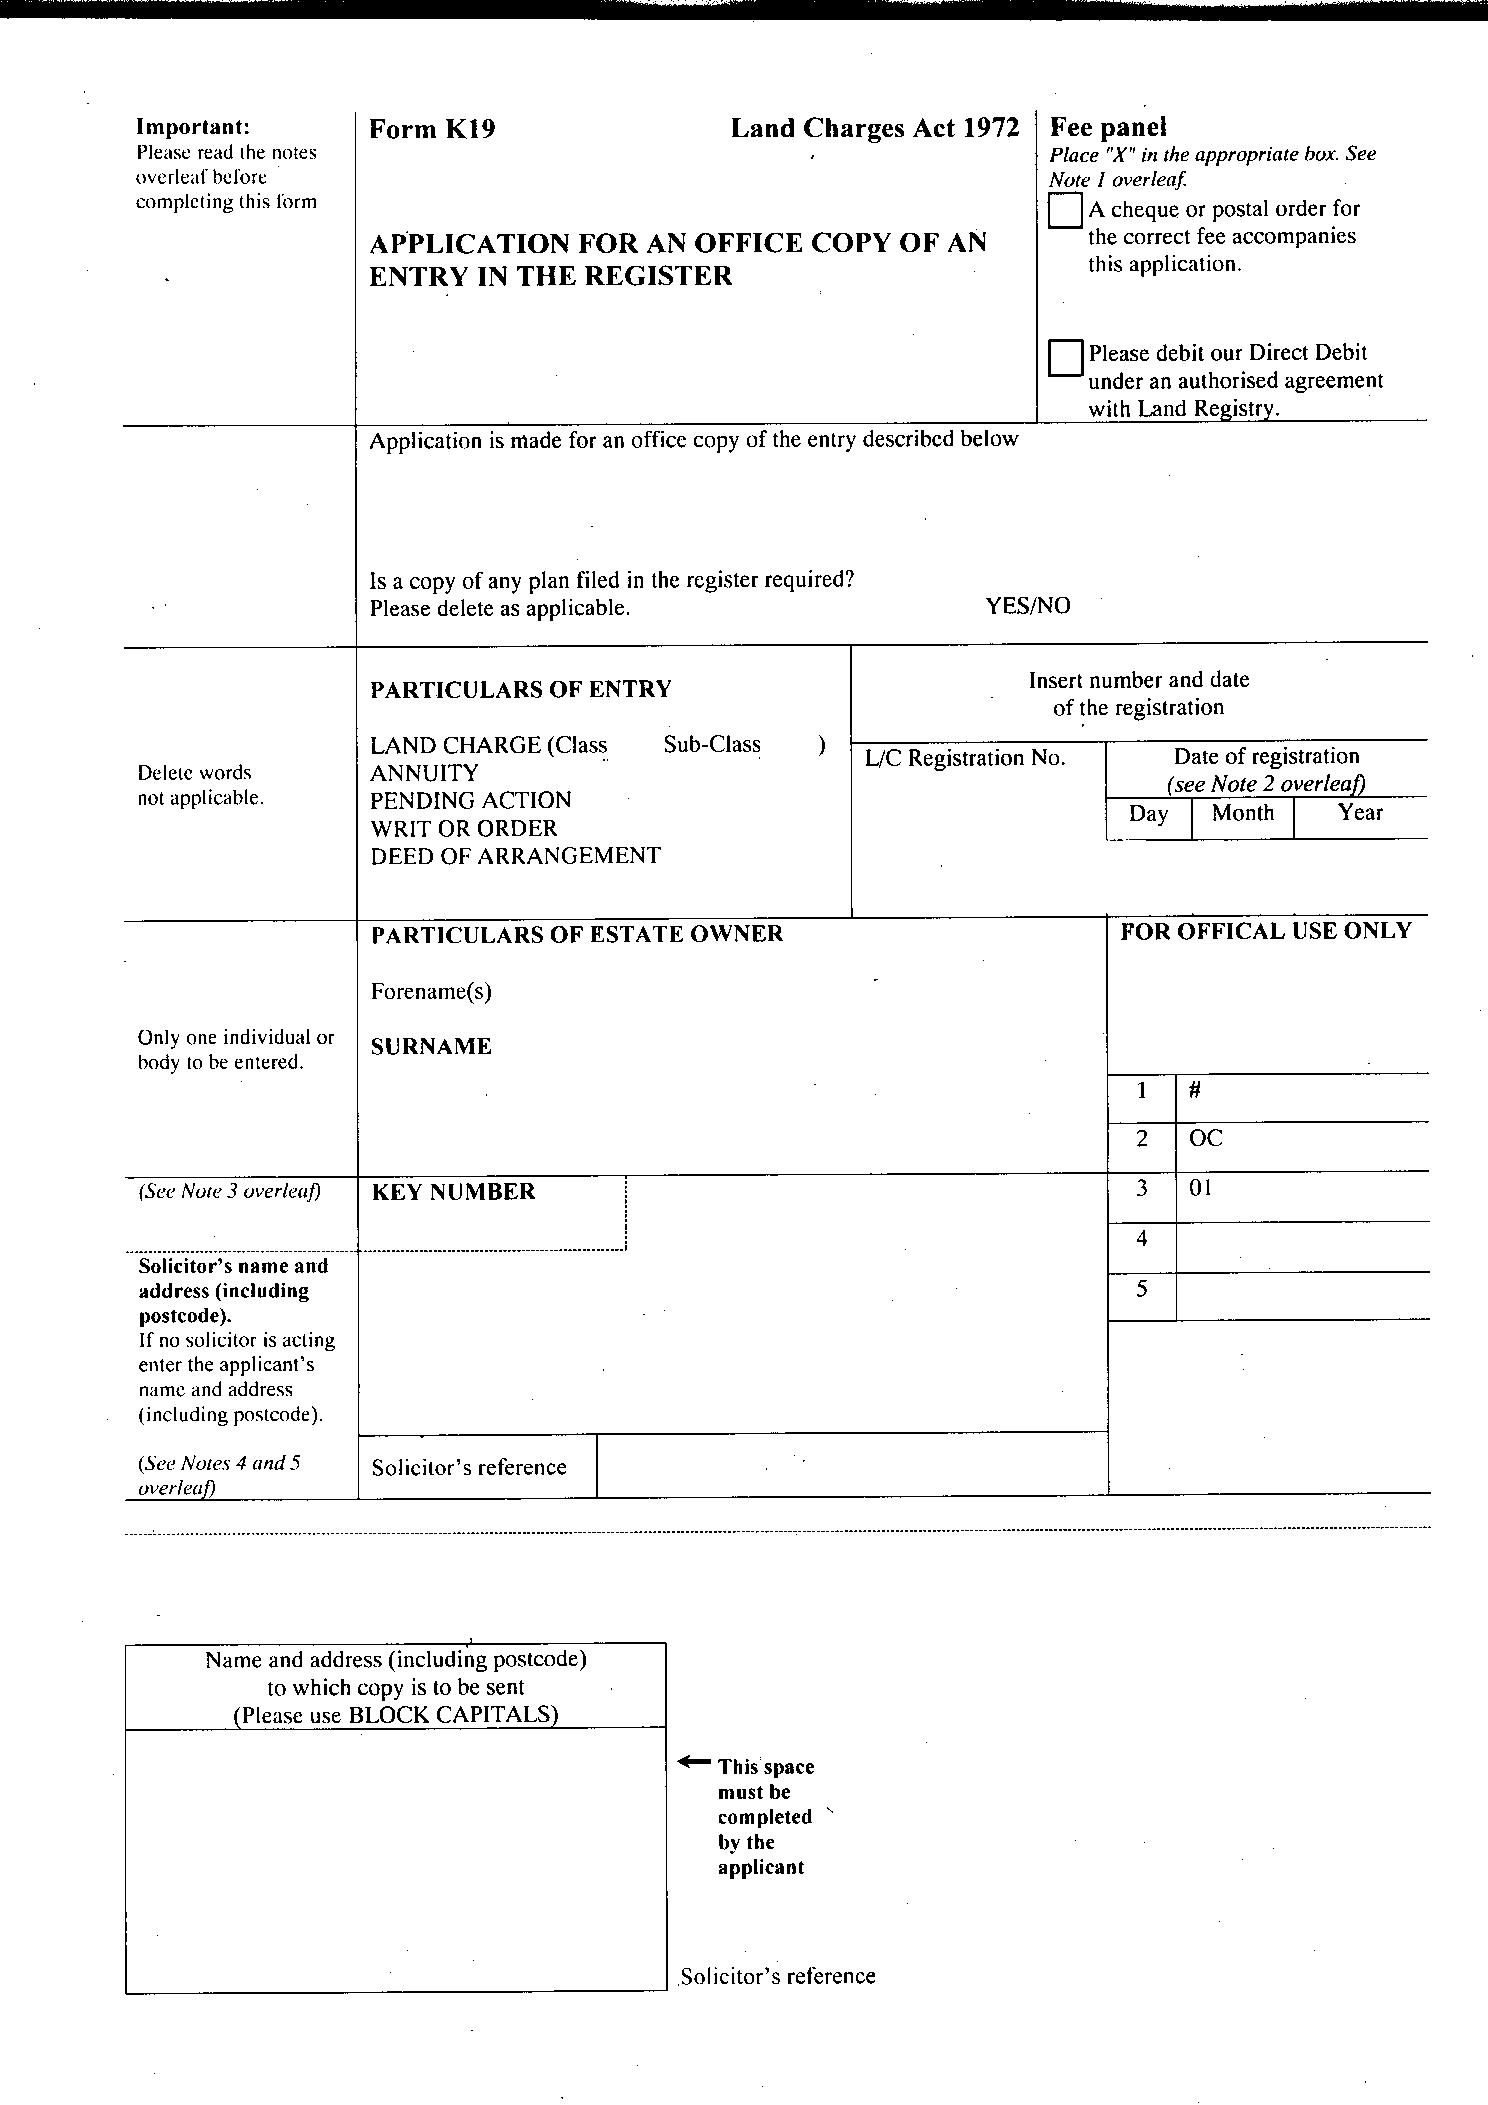 Important:
Please read the notes
overleaf before
completing this form
Form K19
Land Charges Act 1972
APPLICATION FOR AN OFFICE COPY OF AN
ENTRY IN THE REGISTER
Fee panel
Place "X" in the appropriate box. See
Note 1 overleaf.
A cheque or postal order for
the correct fee accompanies
this application.
Please debit our Direct Debit
under an authorised agreement
with Land Registry.
Application is made for an office copy of the entry described below
Is a copy of any plan filed in the register required?
Please delete as applicable. YES/NO
Delete words
not applicable.
PARTICULARS OF ENTRY
LAND CHARGE (Class Sub-Class )
ANNUITY
PENDING ACTION
WRIT OR ORDER
DEED OF ARRANGEMENT
Insert number and date
of the registration
L/C Registration No.
Date of registration
(see Note 2 overleaf)
Day Month Year
Only one individual or
body to be entered.
PARTICULARS OF ESTATE OWNER
Forename(s)
SURNAME
FOR OFFICAL USE ONLY
1 #
2 OC
3 01
4
5
(See Note 3 overleaf)
KEY NUMBER
Solicitor's name and
address (including
postcode).
If no solicitor is acting
enter the applicant's
name and address
(including postcode).
(See Notes 4 and 5
overleaf)
Solicitor's reference
Name and address (including postcode)
to which copy is to be sent
(Please use BLOCK CAPITALS)
This space
must be
completed
by the
applicant
Solicitor's reference